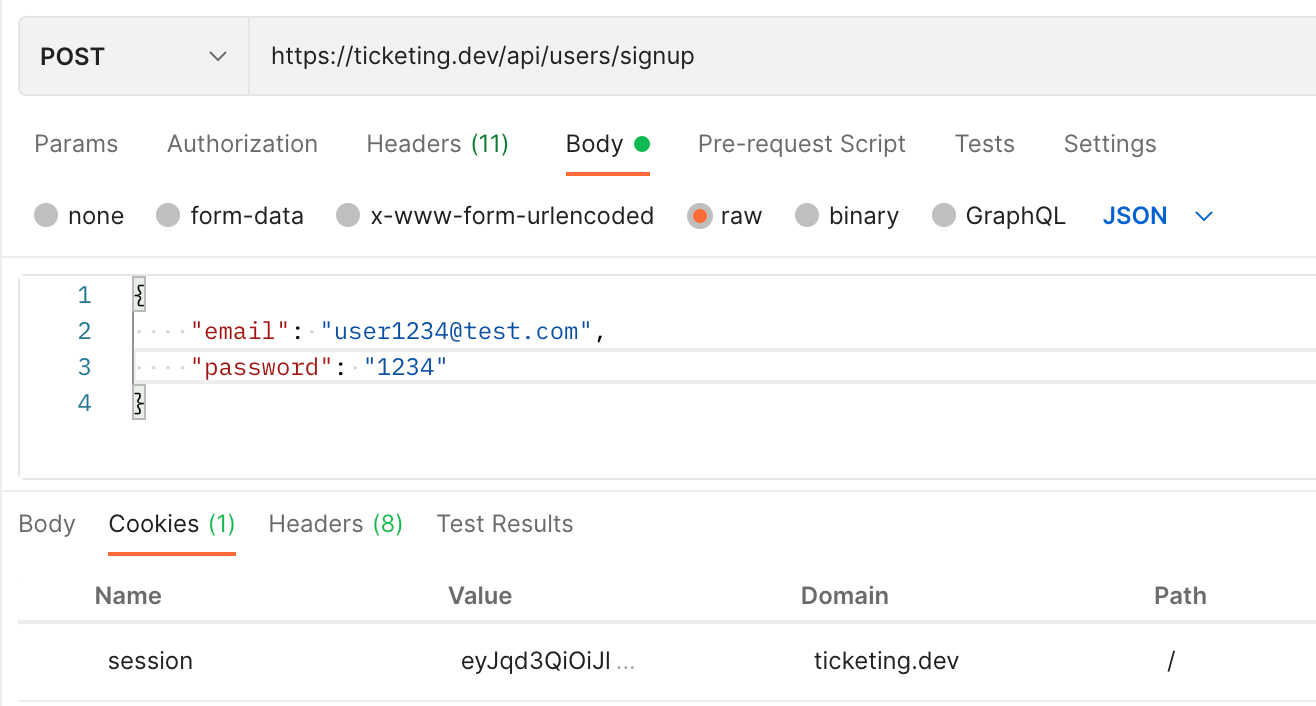 POST https://ticketing.dev/api/users/signup
Params Authorization Headers (11) Body Pre-request Script Tests Settings
none form-data x-www-form-urlencoded raw binary GraphQL JSON
1 {
2 "email": "user1234@test.com",
3 "password": "1234"
4 }
Body Cookies (1) Headers (8) Test Results
Name Value Domain Path
session eyJqd3QiOiJl... ticketing.dev /